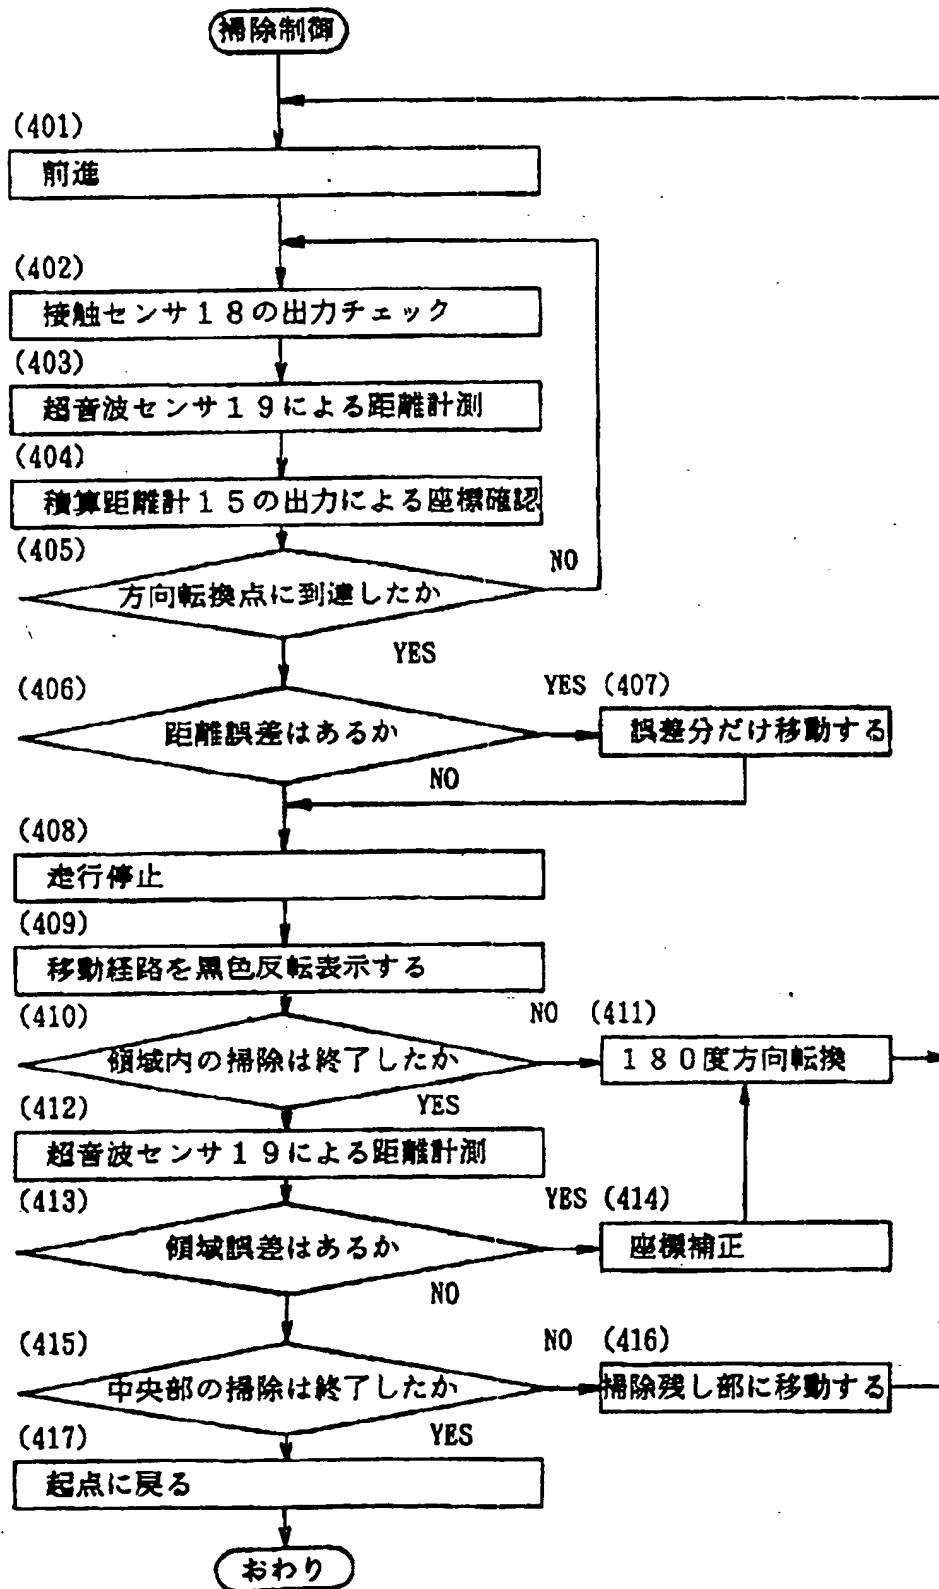 掃除制御
(401)
前進
(402)
接触センサ18の出力チェック
(403)
超音波センサ19による距離計測
(404)
積算距離計15の出力による座標確認
(405)
方向転換点に到達したか
NO
YES
(406)
距離誤差はあるか
YES (407)
誤差分だけ移動する
NO
(408)
走行停止
(409)
移動経路を黒色反転表示する
(410)
領域内の掃除は終了したか
NO (411)
180度方向転換
YES
(412)
超音波センサ19による距離計測
(413)
領域誤差はあるか
YES (414)
座標補正
NO
(415)
中央部の掃除は終了したか
NO (416)
掃除残し部に移動する
YES
(417)
起点に戻る
おわり